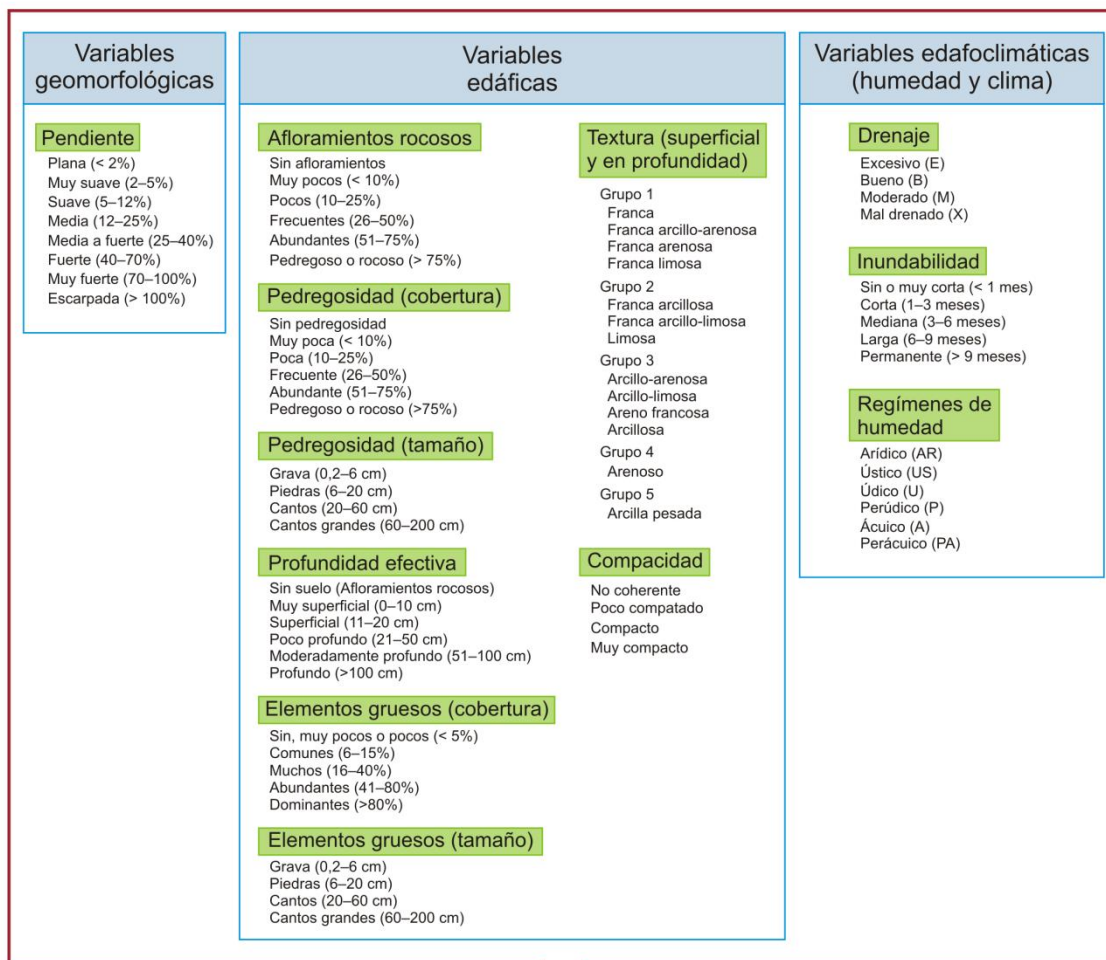 Variables
geomorfológicas
Pendiente
Plana (< 2%)
Muy suave (2–5%)
Suave (5–12%)
Media (12–25%)
Media a fuerte (25–40%)
Fuerte (40–70%)
Muy fuerte (70–100%)
Escarpada (> 100%)
Variables
edáficas
Afloramientos rocosos
Sin afloramientos
Muy pocos (< 10%)
Pocos (10–25%)
Frecuentes (26–50%)
Abundantes (51–75%)
Pedregoso o rocoso (> 75%)
Pedregosidad (cobertura)
Sin pedregosidad
Muy poca (< 10%)
Poca (10–25%)
Frecuente (26–50%)
Abundante (51–75%)
Pedregoso o rocoso (>75%)
Pedregosidad (tamaño)
Grava (0,2–6 cm)
Piedras (6–20 cm)
Cantos (20–60 cm)
Cantos grandes (60–200 cm)
Profundidad efectiva
Sin suelo (Afloramientos rocosos)
Muy superficial (0–10 cm)
Superficial (11–20 cm)
Poco profundo (21–50 cm)
Moderadamente profundo (51–100 cm)
Profundo (>100 cm)
Elementos gruesos (cobertura)
Sin, muy pocos o pocos (< 5%)
Comunes (6–15%)
Muchos (16–40%)
Abundantes (41–80%)
Dominantes (>80%)
Elementos gruesos (tamaño)
Grava (0,2–6 cm)
Piedras (6–20 cm)
Cantos (20–60 cm)
Cantos grandes (60–200 cm)
Textura (superficial
y en profundidad)
Grupo 1
Franca
Franca arcillo-arenosa
Franca arenosa
Franca limosa
Grupo 2
Franca arcillosa
Franca arcillo-limosa
Limosa
Grupo 3
Arcillo-arenosa
Arcillo-limosa
Areno francosa
Arcillosa
Grupo 4
Arenoso
Grupo 5
Arcilla pesada
Compacidad
No coherente
Poco compatado
Compacto
Muy compacto
Variables edafoclimáticas
(humedad y clima)
Drenaje
Excesivo (E)
Bueno (B)
Moderado (M)
Mal drenado (X)
Inundabilidad
Sin o muy corta (< 1 mes)
Corta (1–3 meses)
Mediana (3–6 meses)
Larga (6–9 meses)
Permanente (> 9 meses)
Regímenes de
humedad
Arídico (AR)
Ústico (US)
Údico (U)
Perúdico (P)
Ácuico (A)
Perácuico (PA)